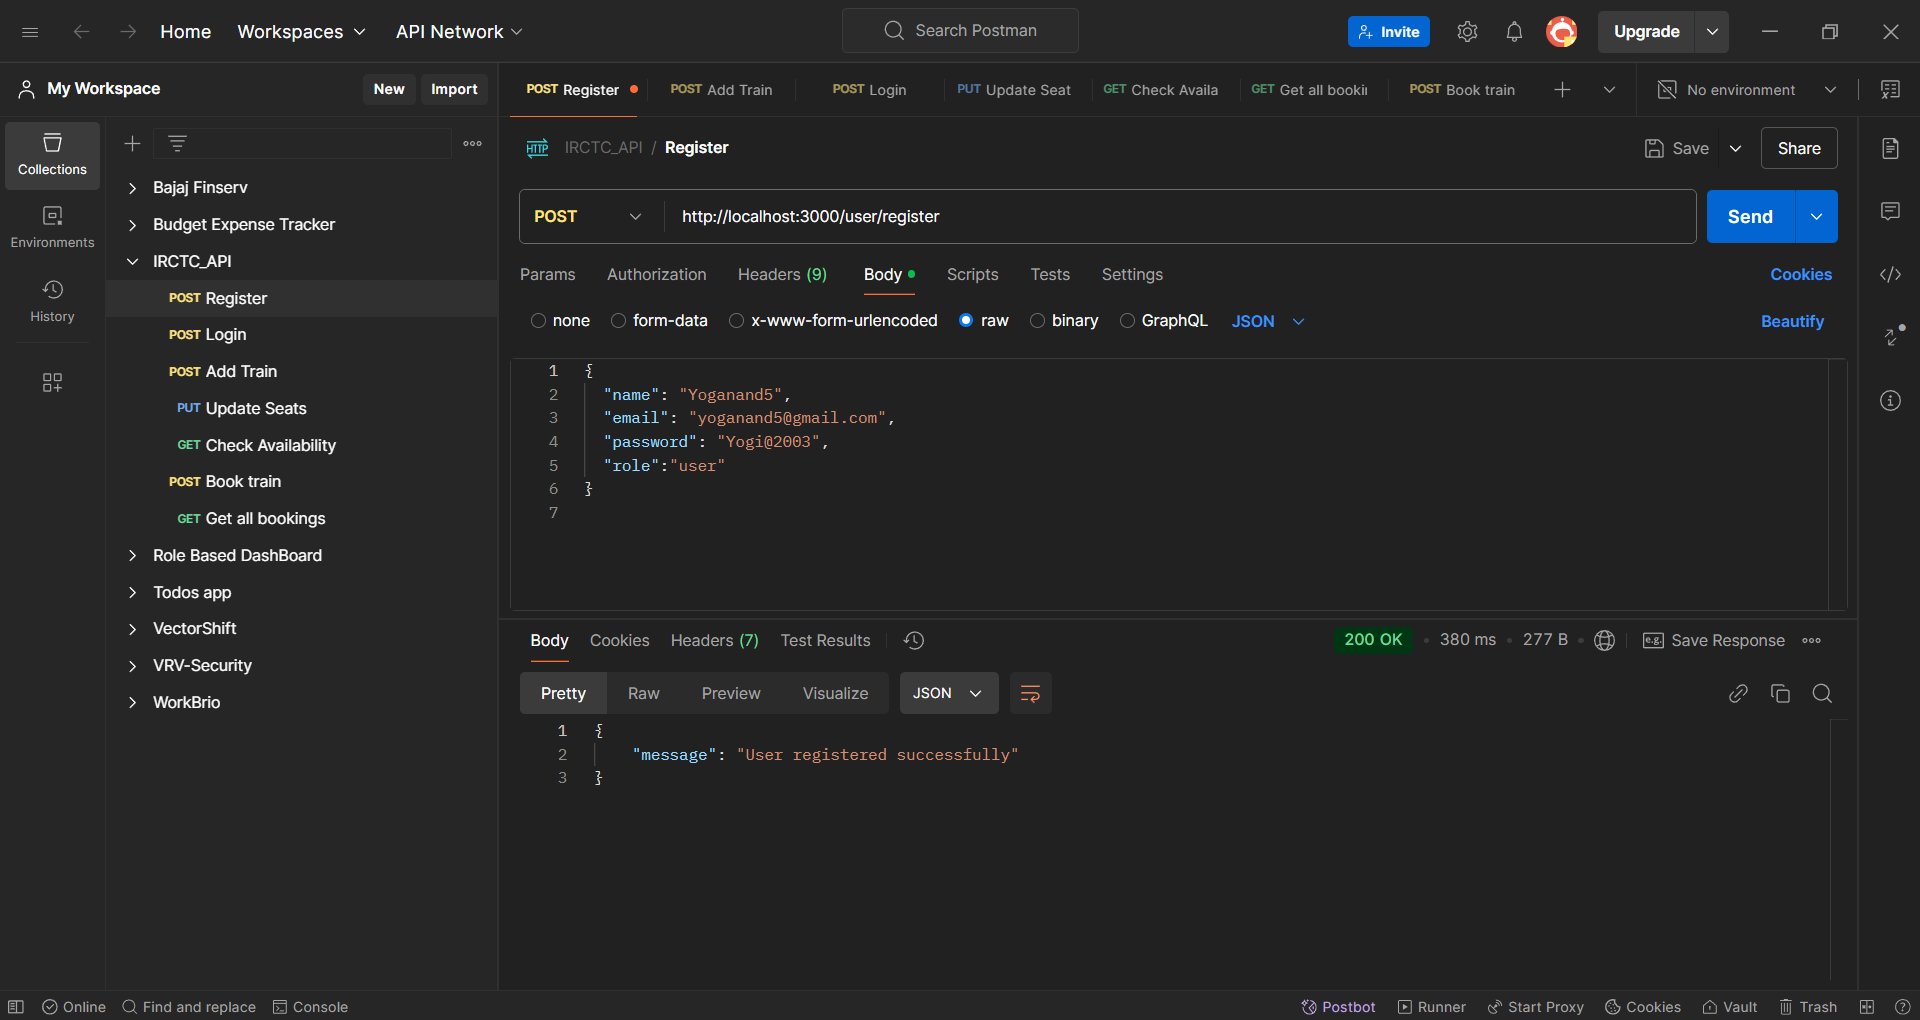 Home Workspaces API Network Search Postman Invite Upgrade
My Workspace New Import
POST Register POST Add Train POST Login PUT Update Seat GET Check Availa GET Get all bookin POST Book train No environment
Collections
Environments
History
Bajaj Finserv
Budget Expense Tracker
IRCTC_API
POST Register
POST Login
POST Add Train
PUT Update Seats
GET Check Availability
POST Book train
GET Get all bookings
Role Based DashBoard
Todos app
VectorShift
VRV-Security
WorkBrio
HTTP IRCTC_API / Register Save Share
POST http://localhost:3000/user/register Send
Params Authorization Headers (9) Body Scripts Tests Settings Cookies
none form-data x-www-form-urlencoded raw binary GraphQL JSON Beautify
1 {
2 "name": "Yoganand5",
3 "email": "yoganand5@gmail.com",
4 "password": "Yogi@2003",
5 "role":"user"
6 }
7
Body Cookies Headers (7) Test Results 200 OK 380 ms 277 B e.g. Save Response
Pretty Raw Preview Visualize JSON
1 {
2 "message": "User registered successfully"
3 }
Online Find and replace Console Postbot Runner Start Proxy Cookies Vault Trash